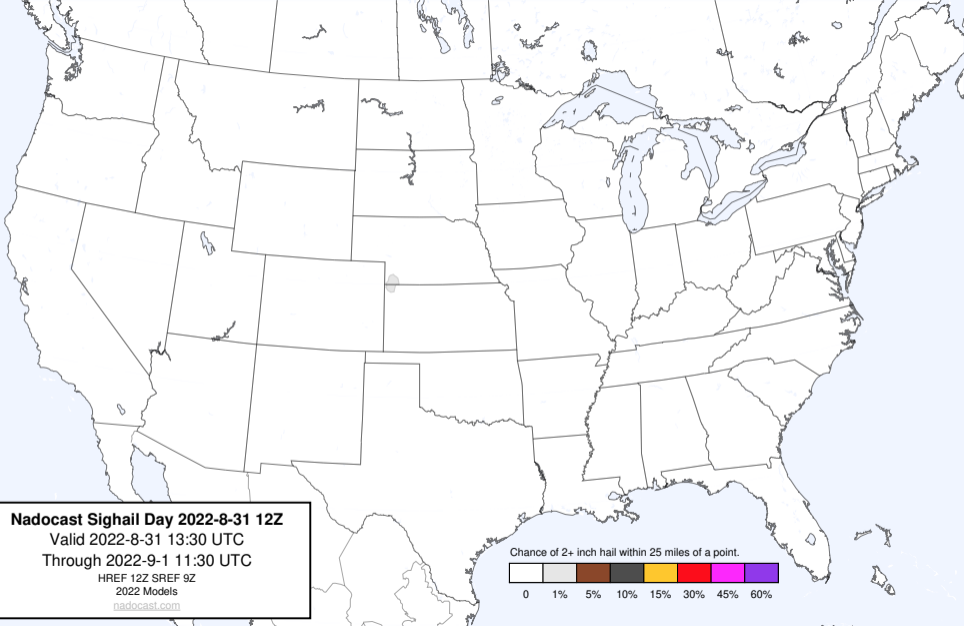 Nadocast Sighail Day 2022-8-31 12Z
Valid 2022-8-31 13:30 UTC
Through 2022-9-1 11:30 UTC
HREF 12Z SREF 9Z
2022 Models
nadocast.com
Chance of 2+ inch hail within 25 miles of a point.
0 1% 5% 10% 15% 30% 45% 60%